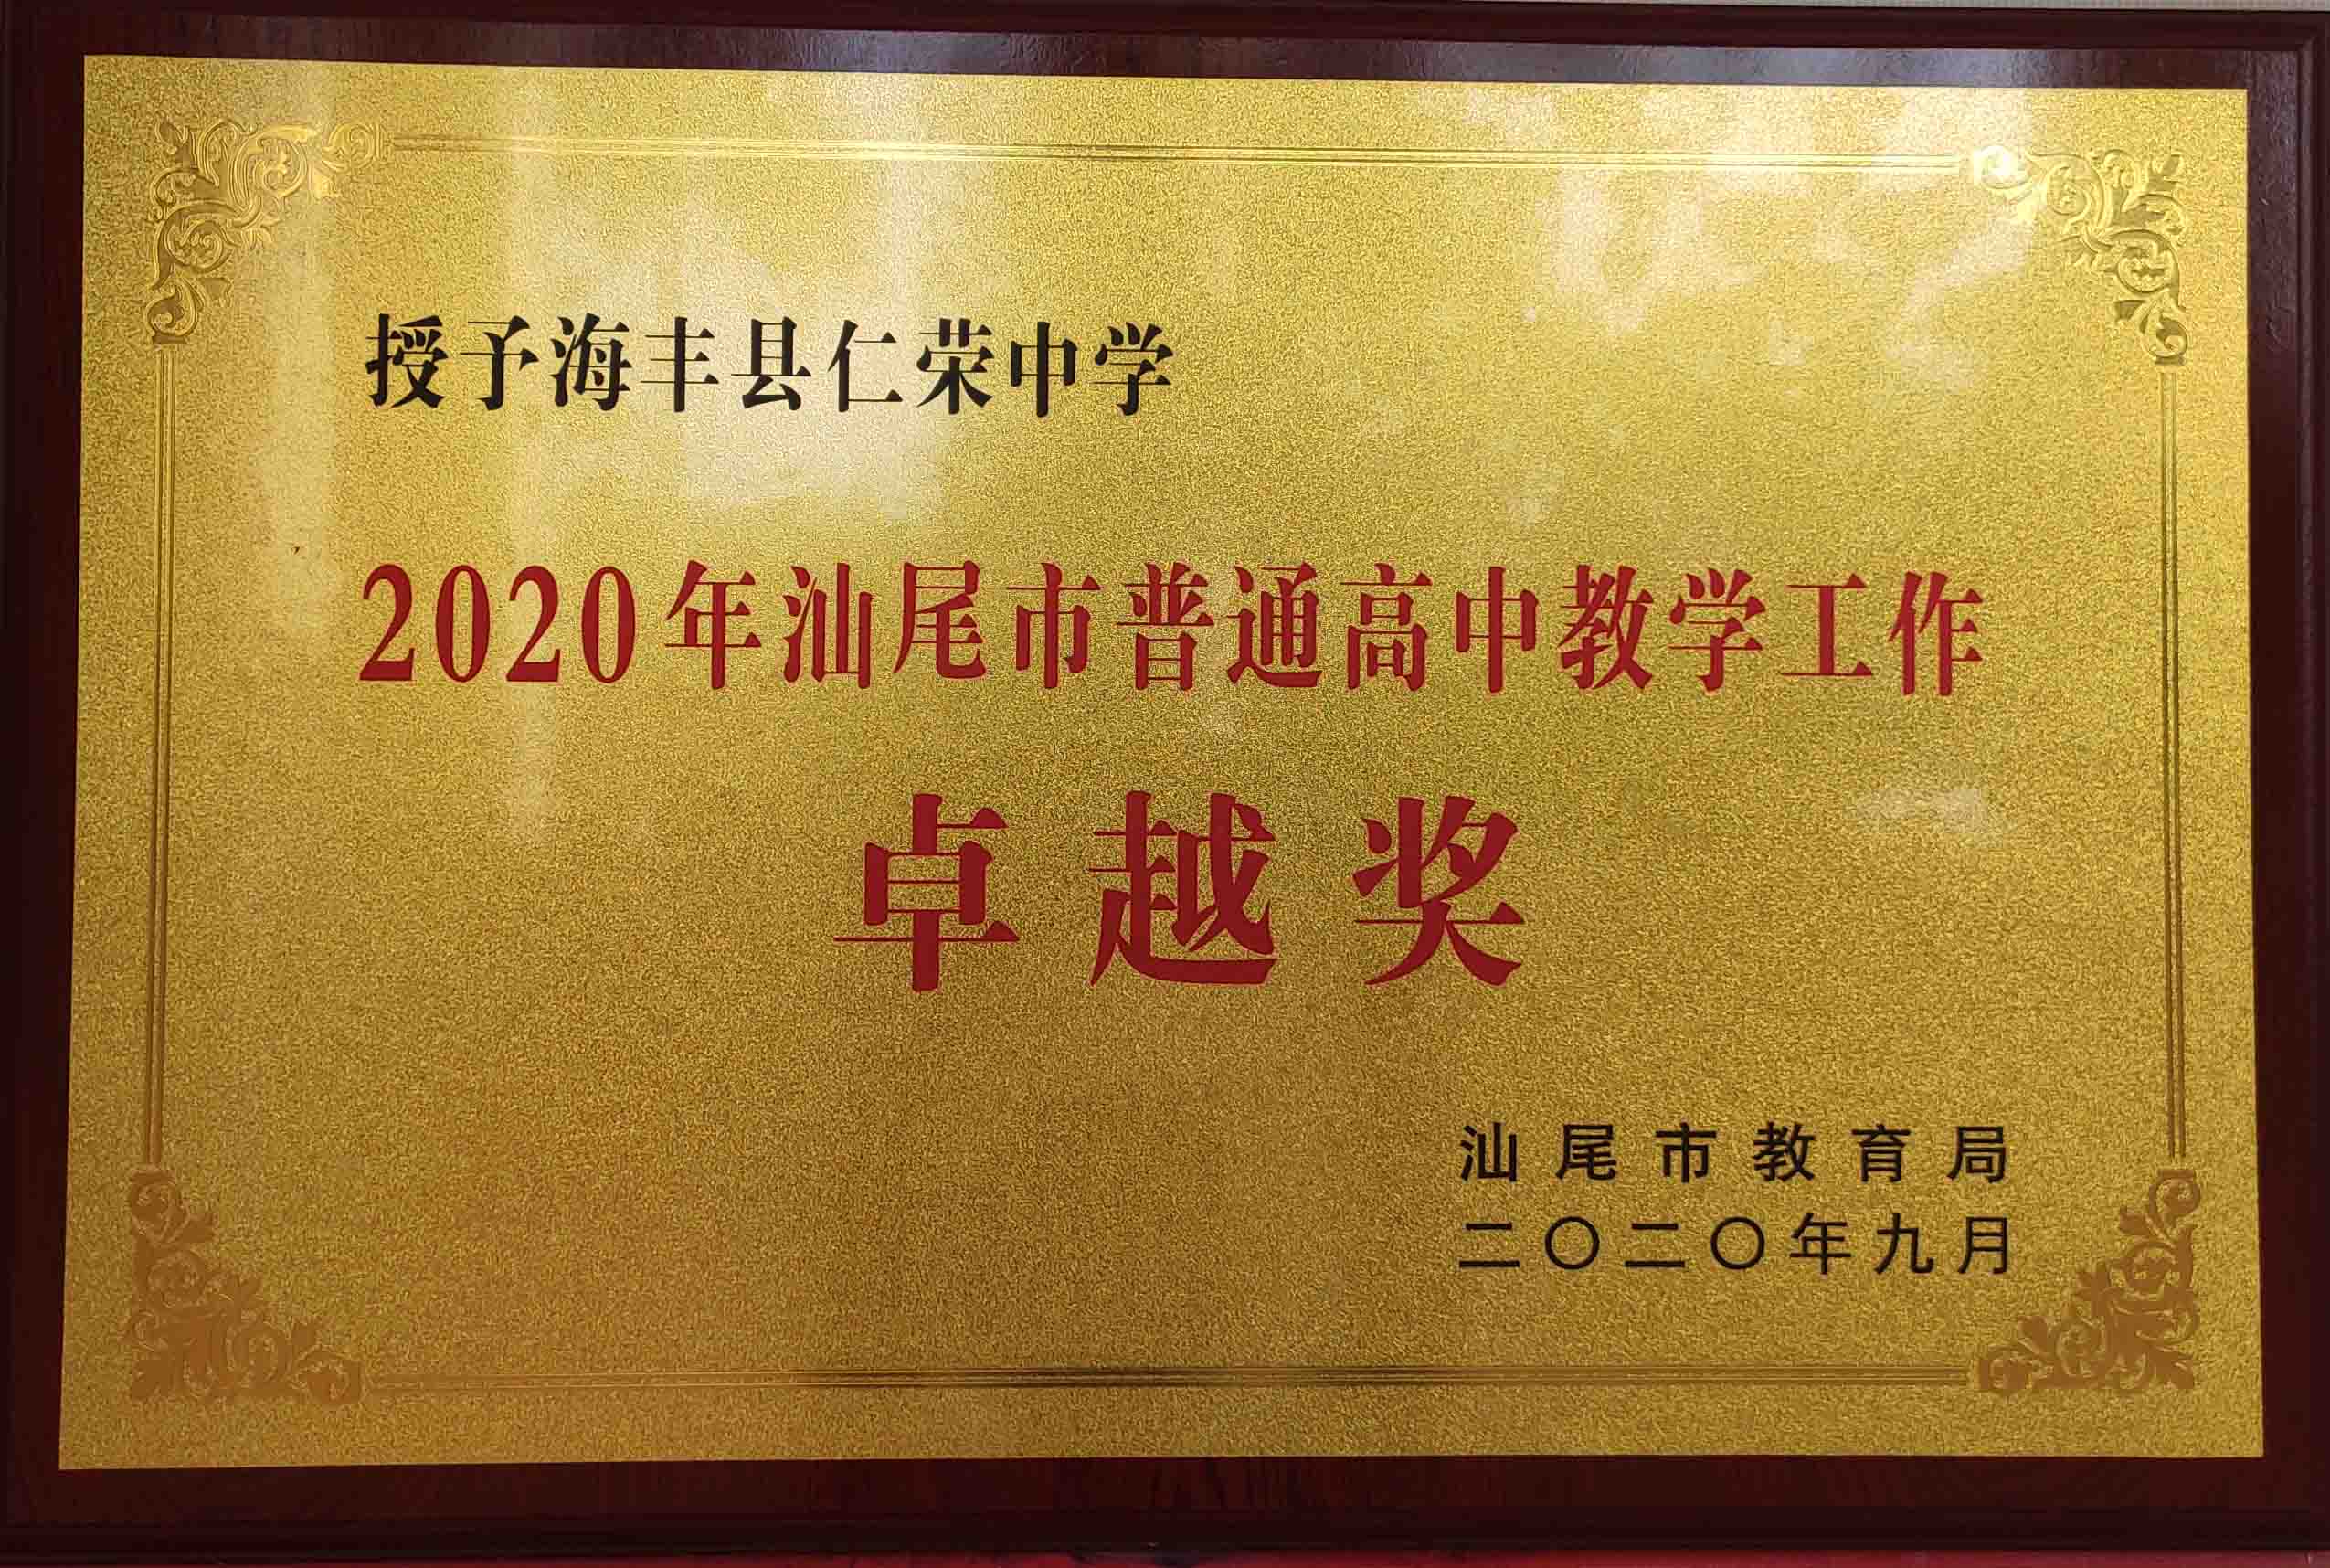 授予海丰县仁荣中学
2020年汕尾市普通高中教学工作
卓越奖
汕尾市教育局
二〇二〇年九月